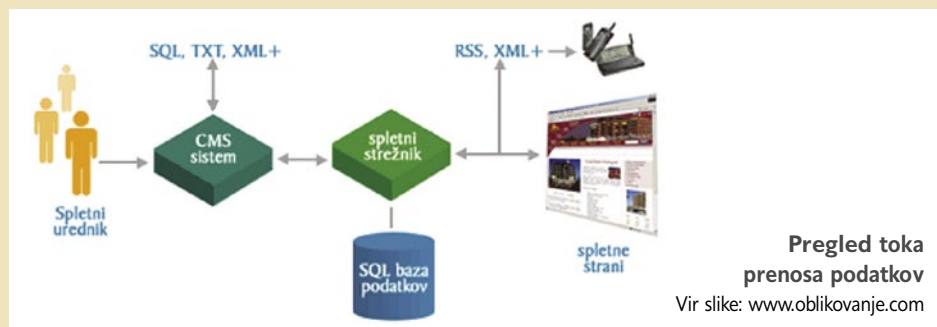 SQL, TXT, XML+
RSS, XML+
CMS
sistem
spletni
strežnik
Spletni
urednik
SQL baza
podatkov
spletne
strani
Pregled toka
prenosa podatkov
Vir slike: www.oblikovanje.com